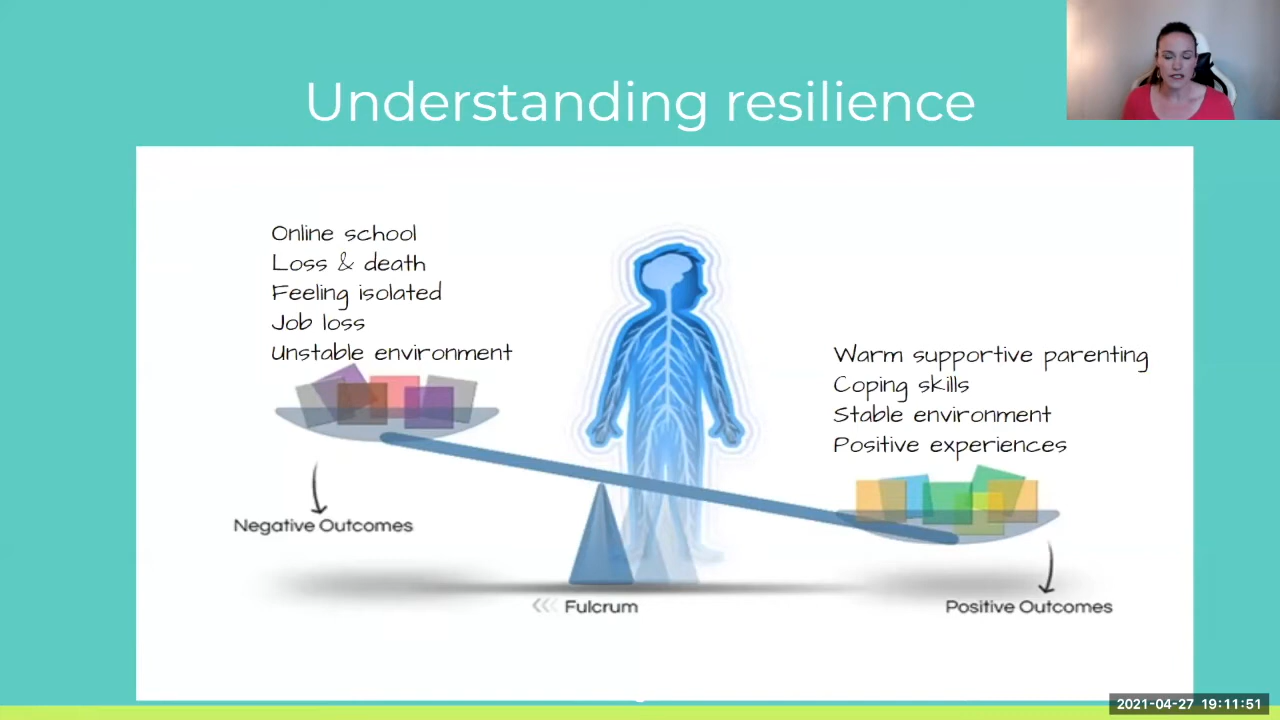 Understanding resilience
Online school
Loss & death
Feeling isolated
Job loss
Unstable environment
Warm supportive parenting
Coping skills
Stable environment
Positive experiences
Negative Outcomes
Fulcrum
Positive Outcomes
2021-04-27 19:11:51